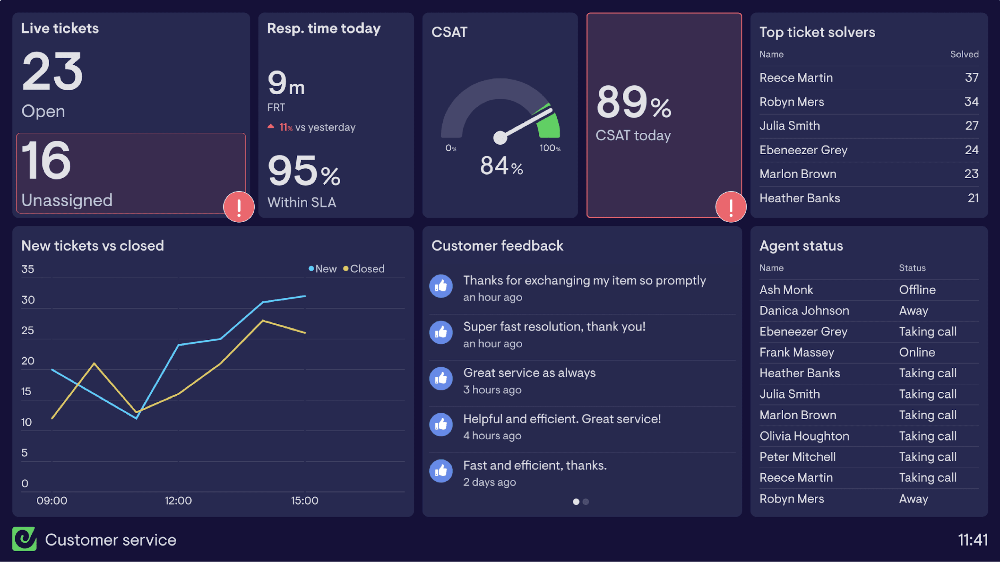 Live tickets
23
Open
16
Unassigned
!
Resp. time today
9m
FRT
11% vs yesterday
95%
Within SLA
CSAT
0%
100%
84%
89%
CSAT today
!
Top ticket solvers
Name Solved
Reece Martin 37
Robyn Mers 34
Julia Smith 27
Ebeneezer Grey 24
Marlon Brown 23
Heather Banks 21
New tickets vs closed
New Closed
35
30
25
20
15
10
5
0
09:00 12:00 15:00
Customer feedback
Thanks for exchanging my item so promptly
an hour ago
Super fast resolution, thank you!
an hour ago
Great service as always
3 hours ago
Helpful and efficient. Great service!
4 hours ago
Fast and efficient, thanks.
2 days ago
Agent status
Name Status
Ash Monk Offline
Danica Johnson Away
Ebeneezer Grey Taking call
Frank Massey Online
Heather Banks Taking call
Julia Smith Taking call
Marlon Brown Taking call
Olivia Houghton Taking call
Peter Mitchell Taking call
Reece Martin Taking call
Robyn Mers Away
Customer service
11:41